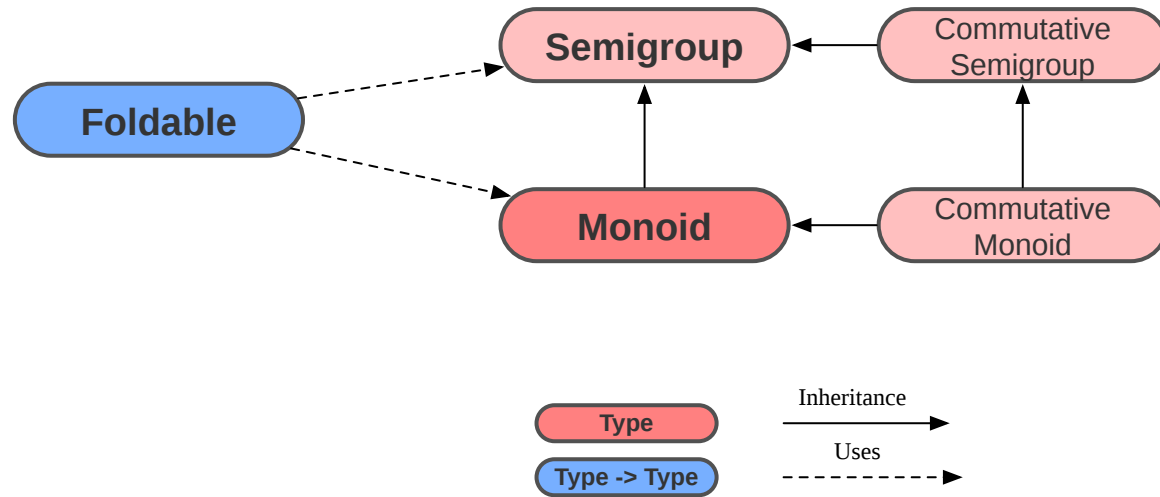 Semigroup
Commutative
Semigroup
Foldable
Monoid
Commutative
Monoid
Inheritance
Type
Uses
Type -> Type